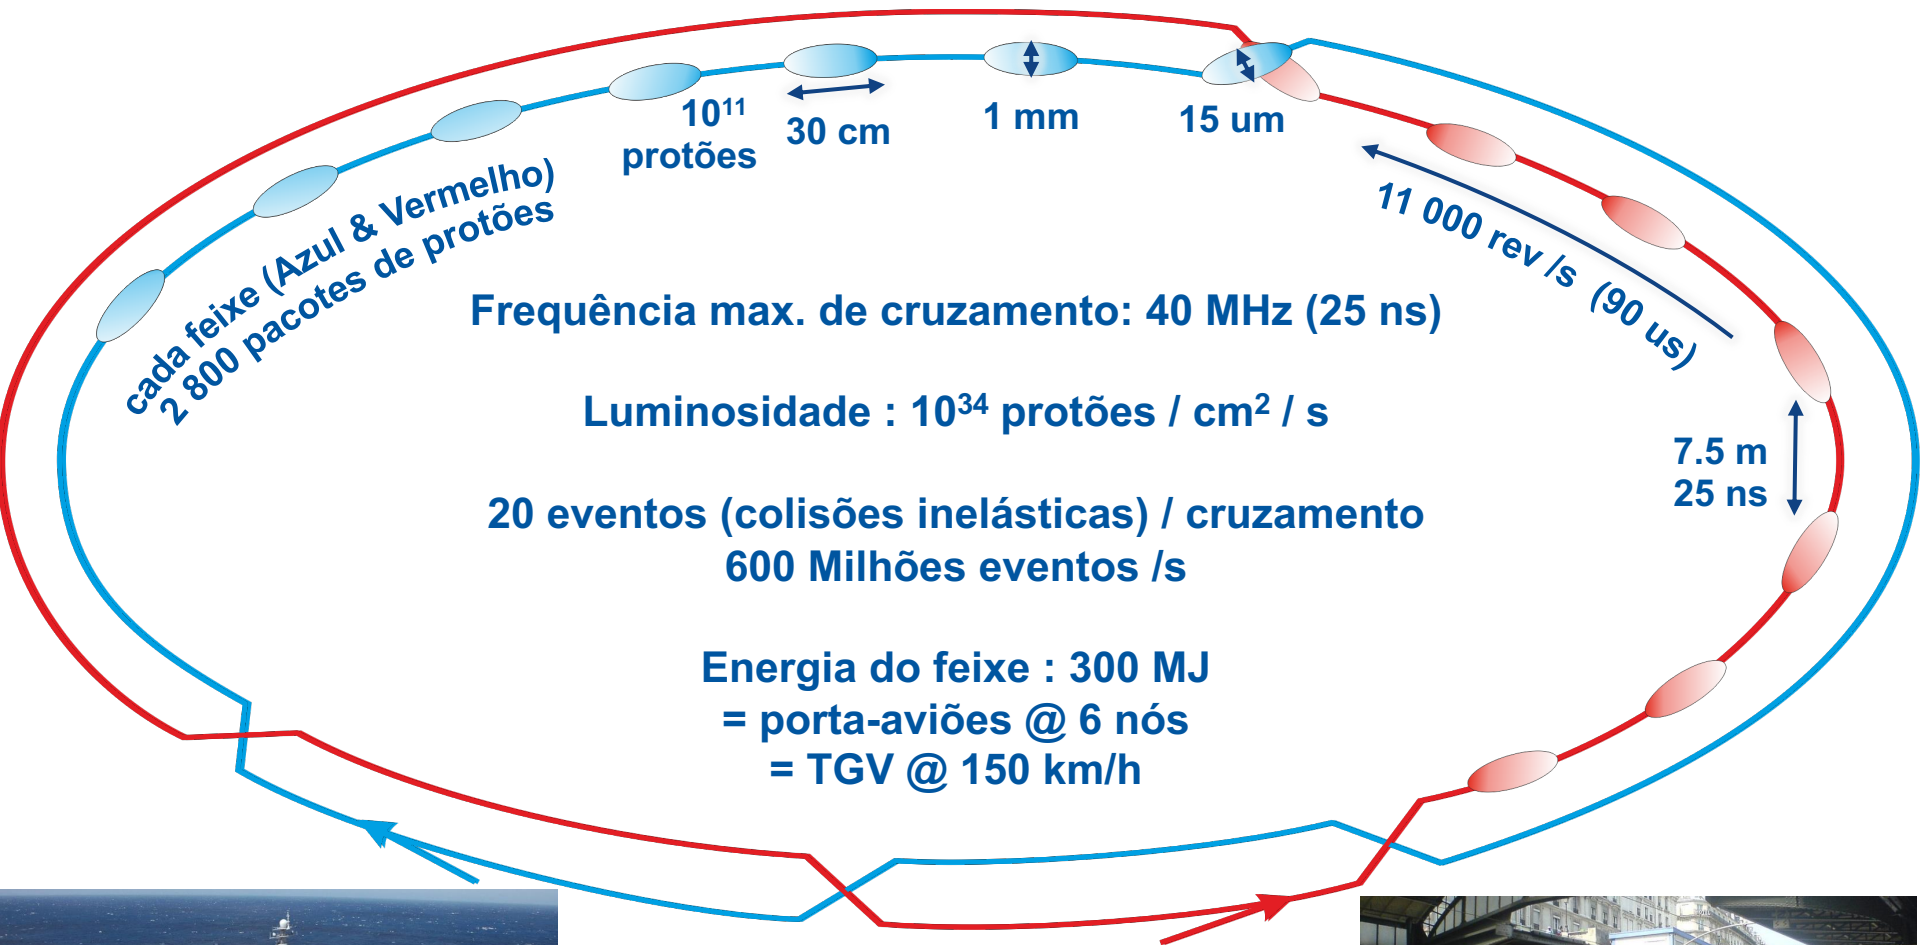 10¹¹
protões
30 cm
1 mm
15 um
cada feixe (Azul & Vermelho)
2 800 pacotes de protões
11 000 rev /s (90 us)
Frequência max. de cruzamento: 40 MHz (25 ns)
Luminosidade : 10³⁴ protões / cm² / s
7.5 m
25 ns
20 eventos (colisões inelásticas) / cruzamento
600 Milhões eventos /s
Energia do feixe : 300 MJ
= porta-aviões @ 6 nós
= TGV @ 150 km/h